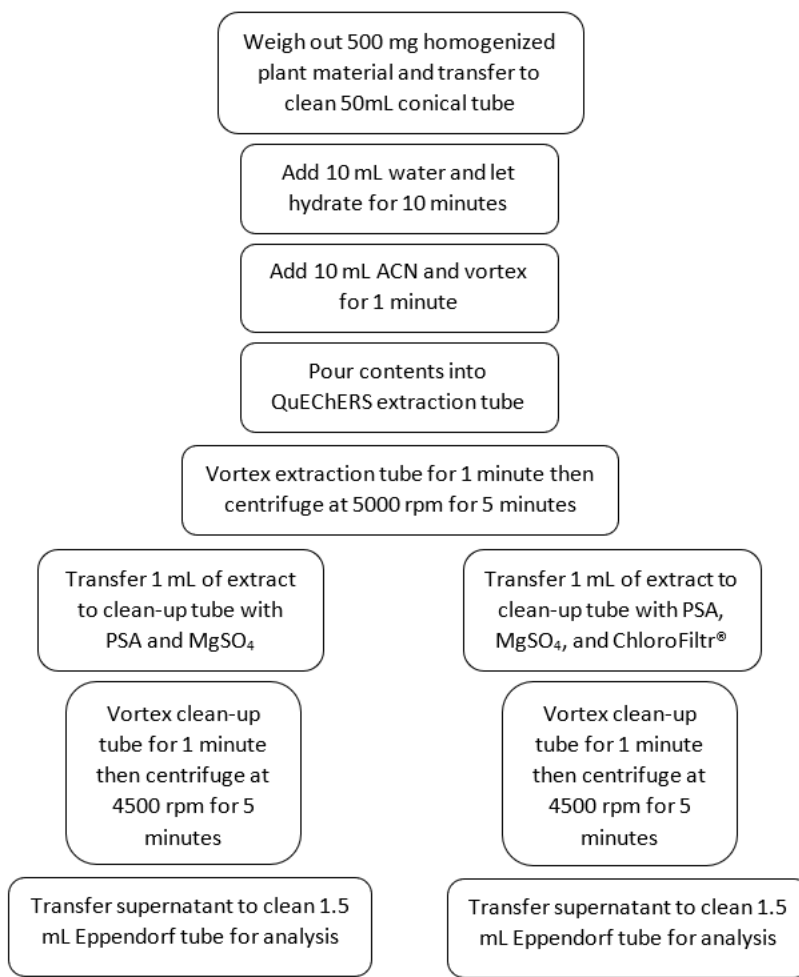 Weigh out 500 mg homogenized
plant material and transfer to
clean 50mL conical tube
Add 10 mL water and let
hydrate for 10 minutes
Add 10 mL ACN and vortex
for 1 minute
Pour contents into
QuEChERS extraction tube
Vortex extraction tube for 1 minute then
centrifuge at 5000 rpm for 5 minutes
Transfer 1 mL of extract
to clean-up tube with
PSA and MgSO₄
Vortex clean-up
tube for 1 minute
then centrifuge at
4500 rpm for 5
minutes
Transfer supernatant to clean 1.5
mL Eppendorf tube for analysis
Transfer 1 mL of extract to
clean-up tube with PSA,
MgSO₄, and ChloroFiltr®
Vortex clean-up
tube for 1 minute
then centrifuge at
4500 rpm for 5
minutes
Transfer supernatant to clean 1.5
mL Eppendorf tube for analysis